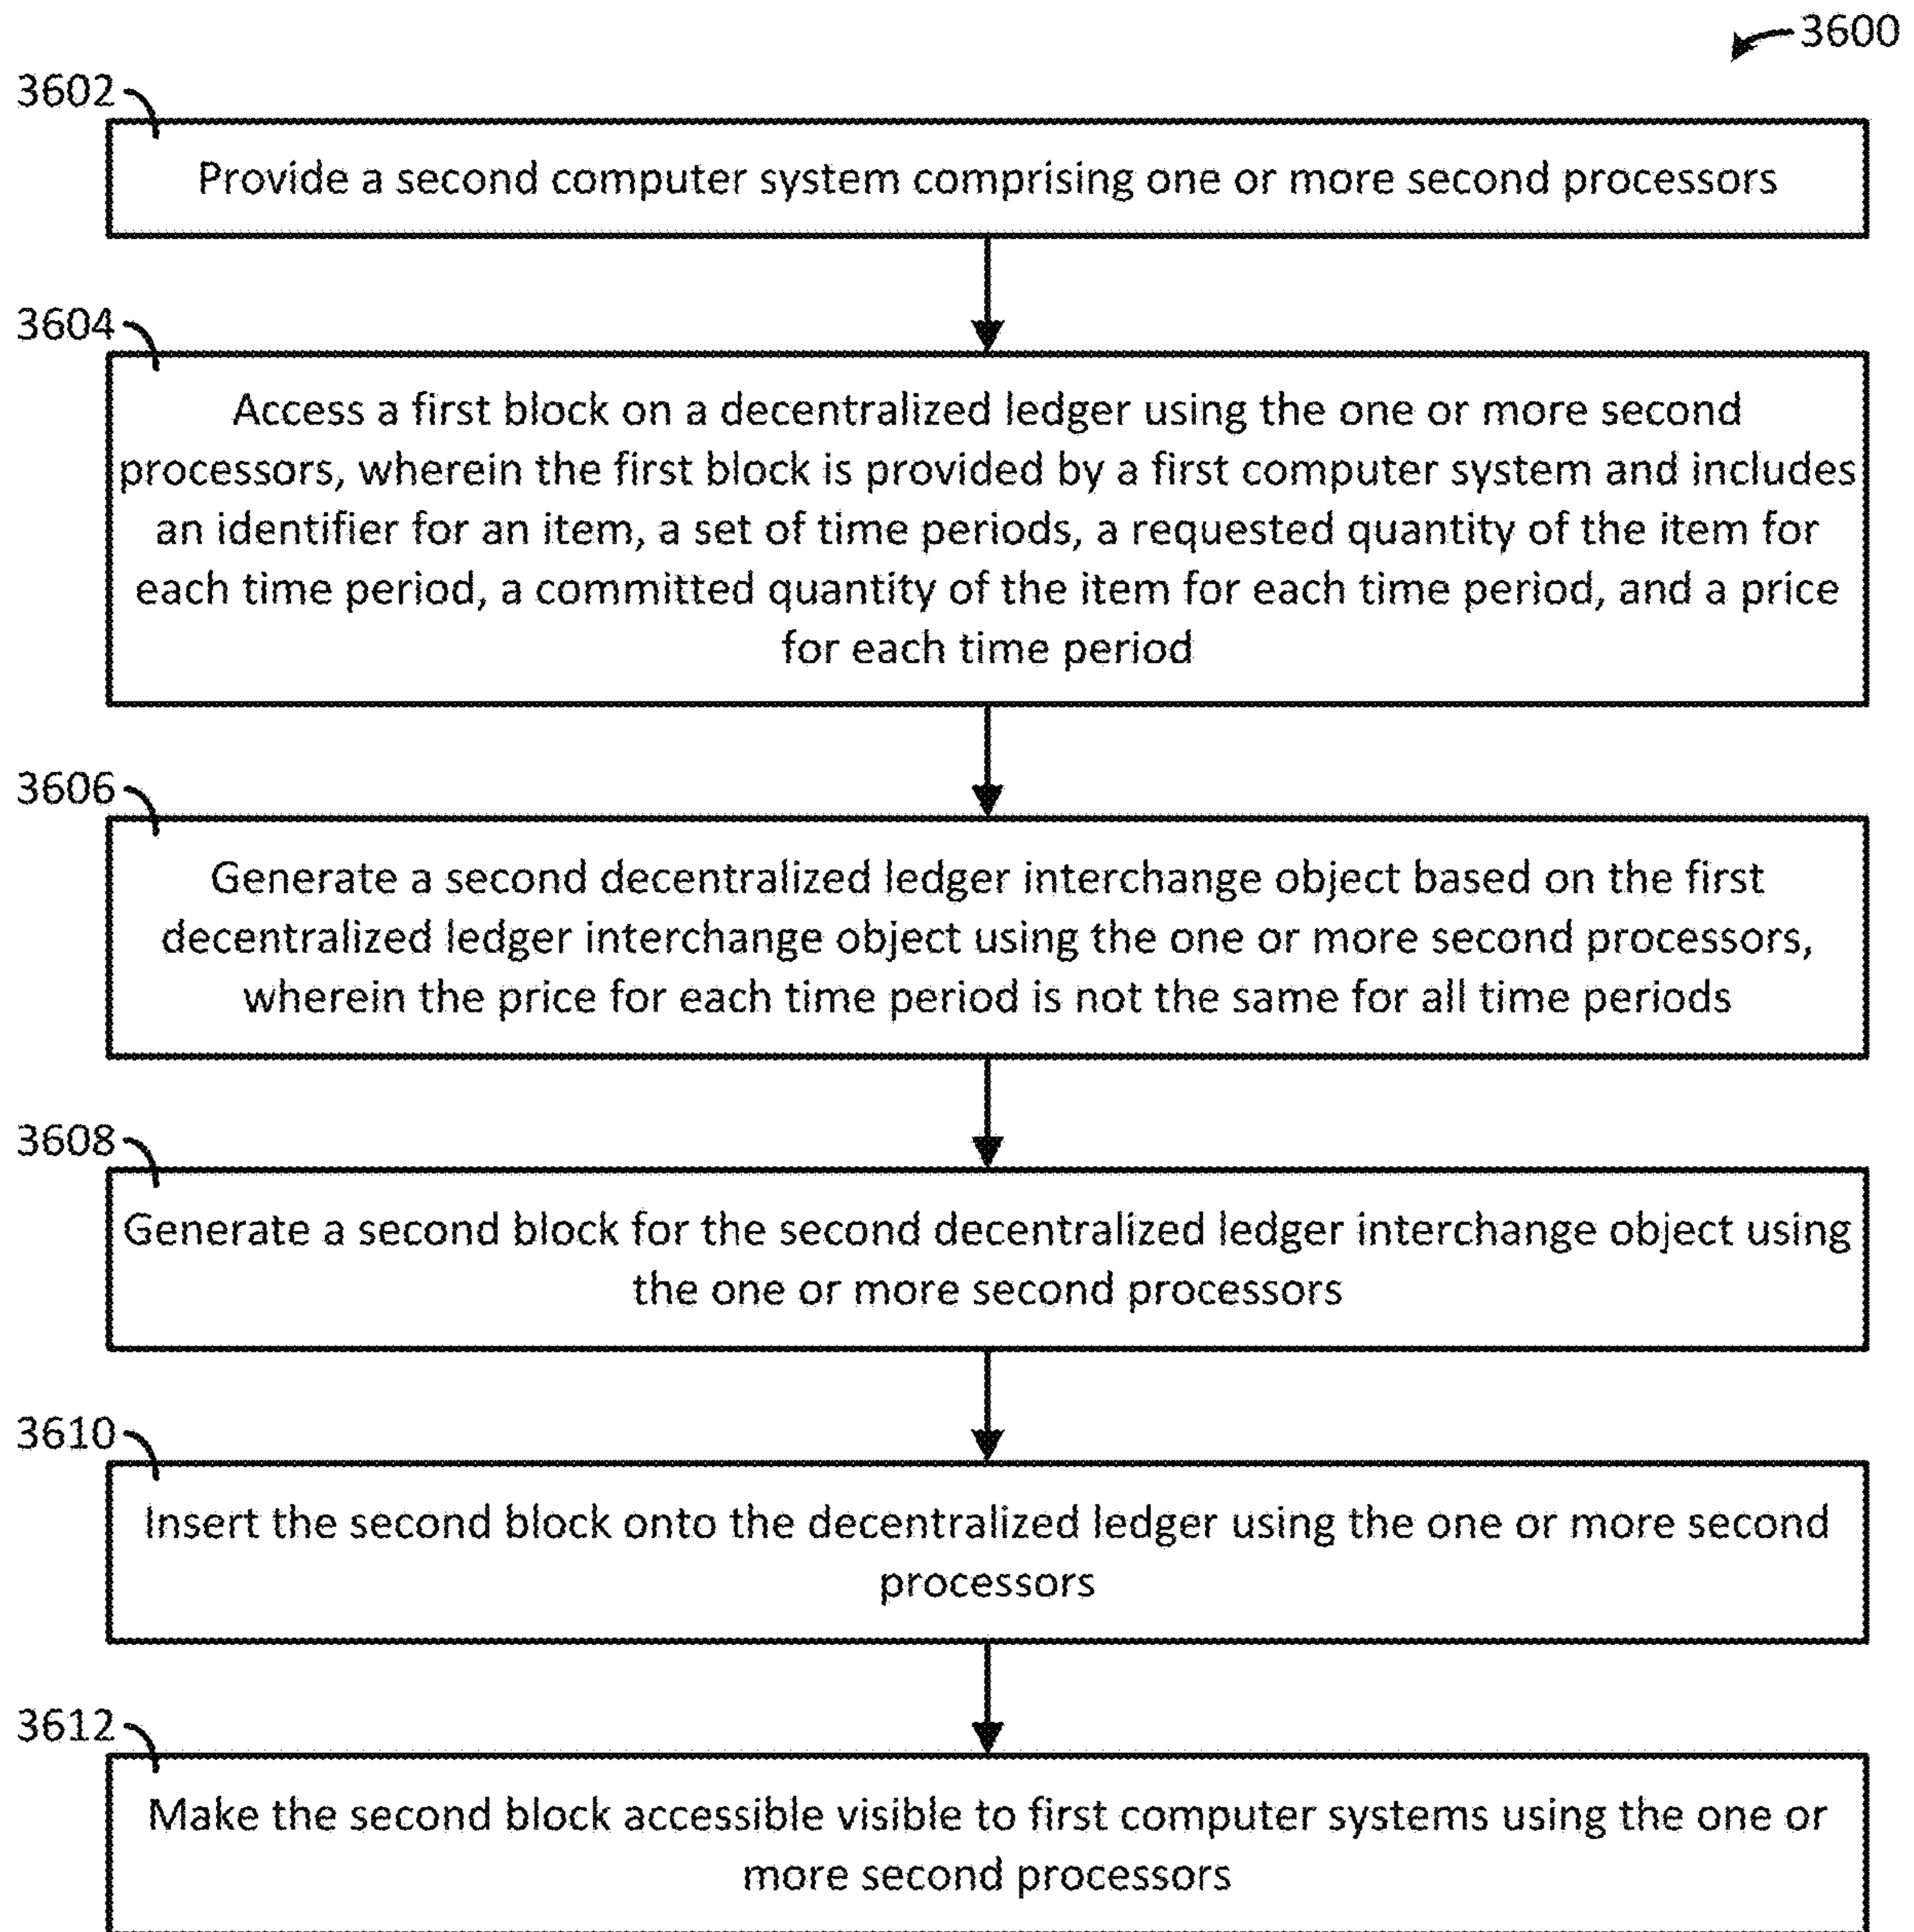 3600
3602
Provide a second computer system comprising one or more second processors
3604
Access a first block on a decentralized ledger using the one or more second
processors, wherein the first block is provided by a first computer system and includes
an identifier for an item, a set of time periods, a requested quantity of the item for
each time period, a committed quantity of the item for each time period, and a price
for each time period
3606
Generate a second decentralized ledger interchange object based on the first
decentralized ledger interchange object using the one or more second processors,
wherein the price for each time period is not the same for all time periods
3608
Generate a second block for the second decentralized ledger interchange object using
the one or more second processors
3610
Insert the second block onto the decentralized ledger using the one or more second
processors
3612
Make the second block accessible visible to first computer systems using the one or
more second processors